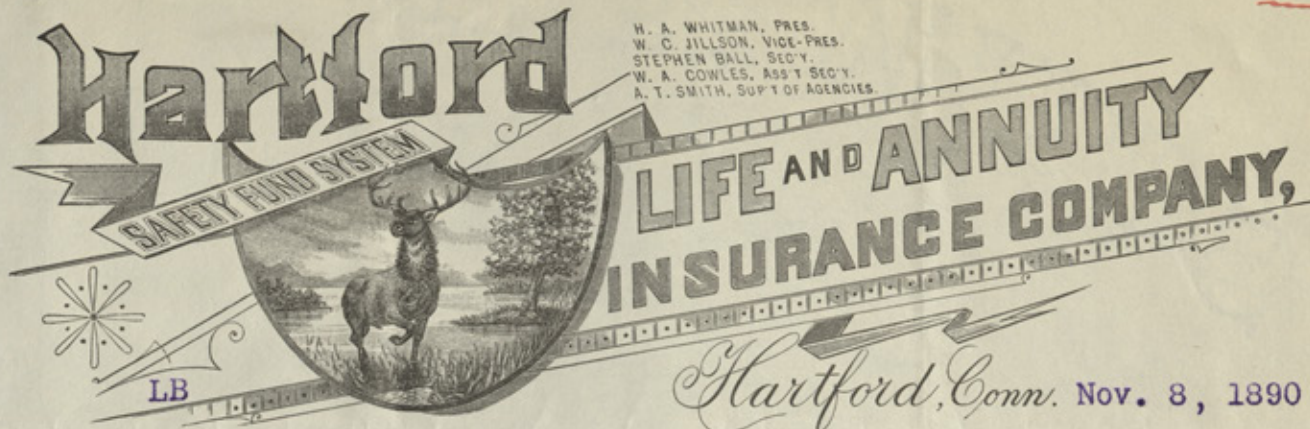 Hartford
H. A. WHITMAN, PRES.
W. C. JILLSON, VICE-PRES.
STEPHEN BALL, SEC'Y.
W. A. COWLES, ASS'T SEC'Y.
A. T. SMITH, SUP'T OF AGENCIES.
SAFETY FUND SYSTEM
LIFE AND ANNUITY
INSURANCE COMPANY,
LB
Hartford, Conn. Nov. 8, 1890